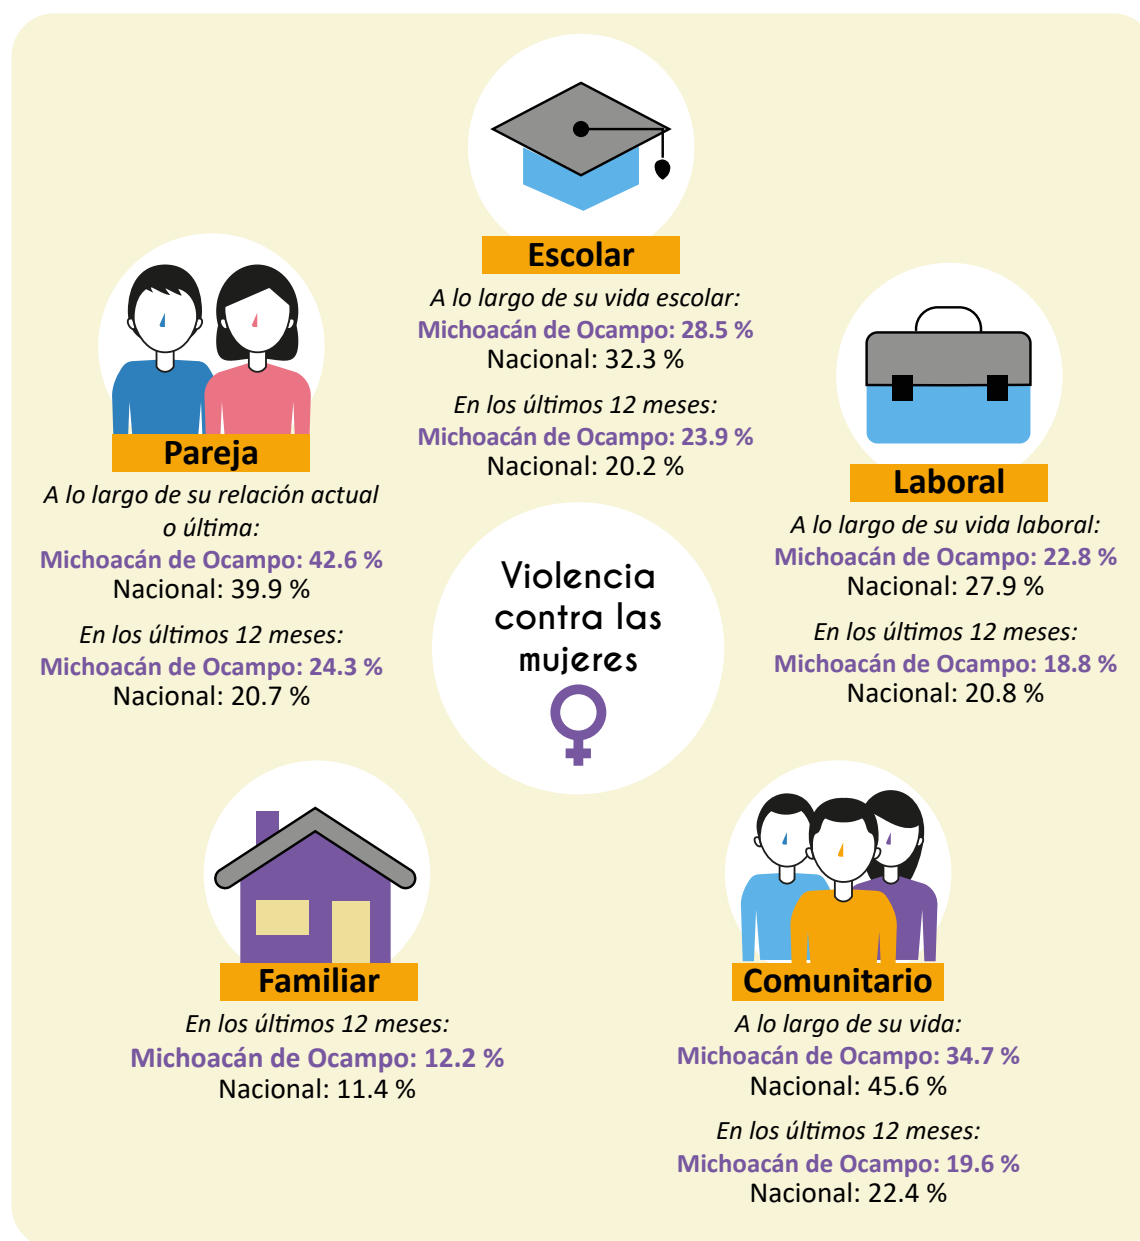 Escolar
A lo largo de su vida escolar:
Michoacán de Ocampo: 28.5 %
Nacional: 32.3 %
En los últimos 12 meses:
Michoacán de Ocampo: 23.9 %
Nacional: 20.2 %
Pareja
A lo largo de su relación actual
o última:
Michoacán de Ocampo: 42.6 %
Nacional: 39.9 %
En los últimos 12 meses:
Michoacán de Ocampo: 24.3 %
Nacional: 20.7 %
Violencia
contra las
mujeres
Laboral
A lo largo de su vida laboral:
Michoacán de Ocampo: 22.8 %
Nacional: 27.9 %
En los últimos 12 meses:
Michoacán de Ocampo: 18.8 %
Nacional: 20.8 %
Familiar
En los últimos 12 meses:
Michoacán de Ocampo: 12.2 %
Nacional: 11.4 %
Comunitario
A lo largo de su vida:
Michoacán de Ocampo: 34.7 %
Nacional: 45.6 %
En los últimos 12 meses:
Michoacán de Ocampo: 19.6 %
Nacional: 22.4 %